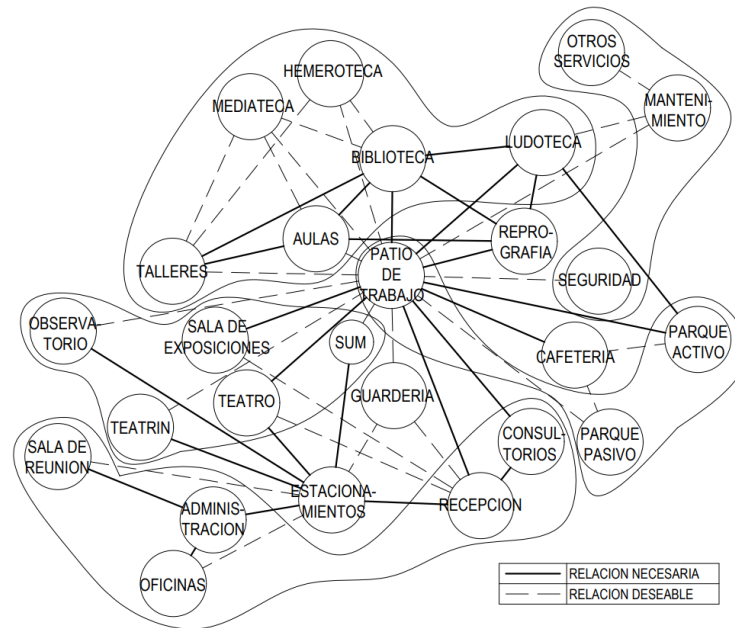 HEMEROTECA
OTROS
SERVICIOS
MEDIATECA
MANTENI-
MIENTO
BIBLIOTECA
LUDOTECA
AULAS
REPRO-
GRAFIA
TALLERES
PATIO
DE
TRABAJO
SEGURIDAD
OBSERVA-
TORIO
SALA DE
EXPOSICIONES
SUM
CAFETERIA
PARQUE
ACTIVO
GUARDERIA
TEATRO
TEATRIN
CONSUL-
TORIOS
PARQUE
PASIVO
SALA DE
REUNION
ESTACIONA-
MIENTOS
RECEPCION
ADMINIS-
TRACION
OFICINAS
RELACION NECESARIA
RELACION DESEABLE